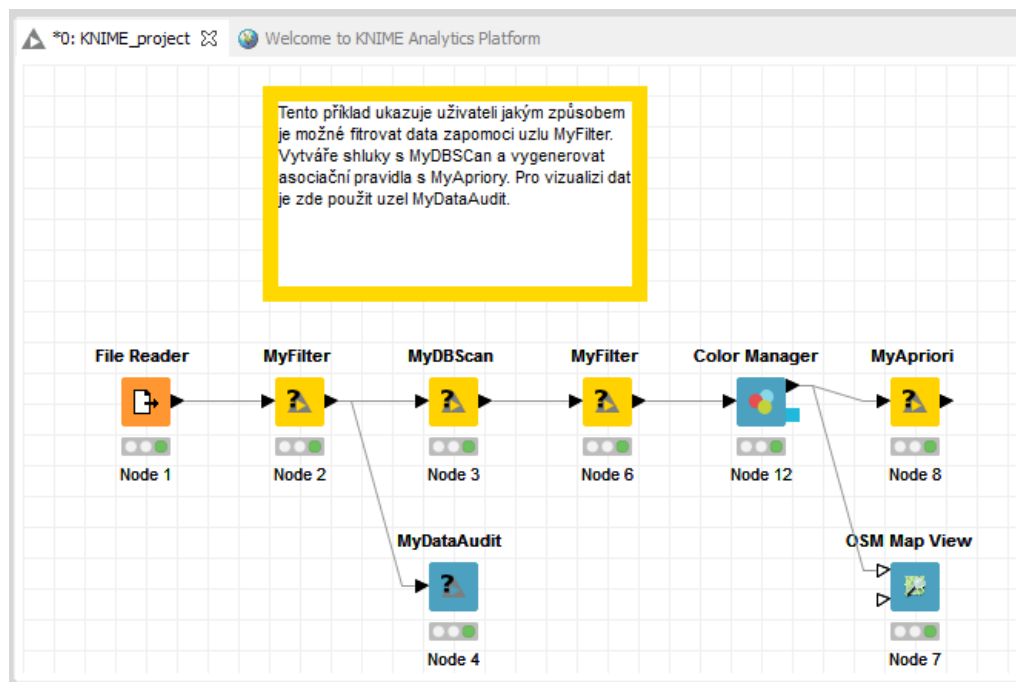 *0: KNIME_project
Welcome to KNIME Analytics Platform
Tento příklad ukazuje uživateli jakým způsobem
je možné fitrovat data zapomoci uzlu MyFilter.
Vytváře shluky s MyDBSCan a vygenerovat
asociační pravidla s MyApriory. Pro vizualizi dat
je zde použit uzel MyDataAudit.
File Reader
MyFilter
MyDBScan
MyFilter
Color Manager
MyApriori
Node 1
Node 2
Node 3
Node 6
Node 12
Node 8
MyDataAudit
OSM Map View
Node 4
Node 7